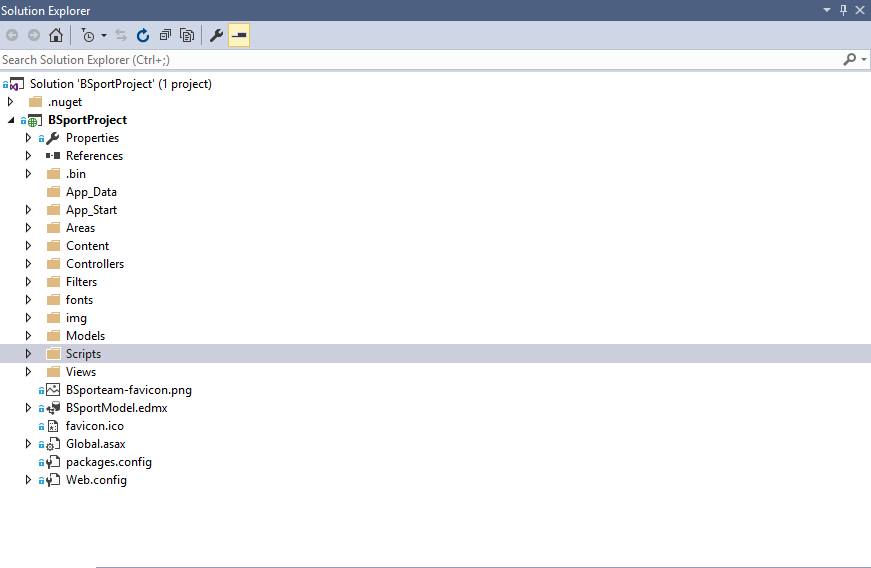 Solution Explorer
Search Solution Explorer (Ctrl+;)
Solution 'BSportProject' (1 project)
.nuget
BSportProject
Properties
References
.bin
App_Data
App_Start
Areas
Content
Controllers
Filters
fonts
img
Models
Scripts
Views
BSporteam-favicon.png
BSportModel.edmx
favicon.ico
Global.asax
packages.config
Web.config